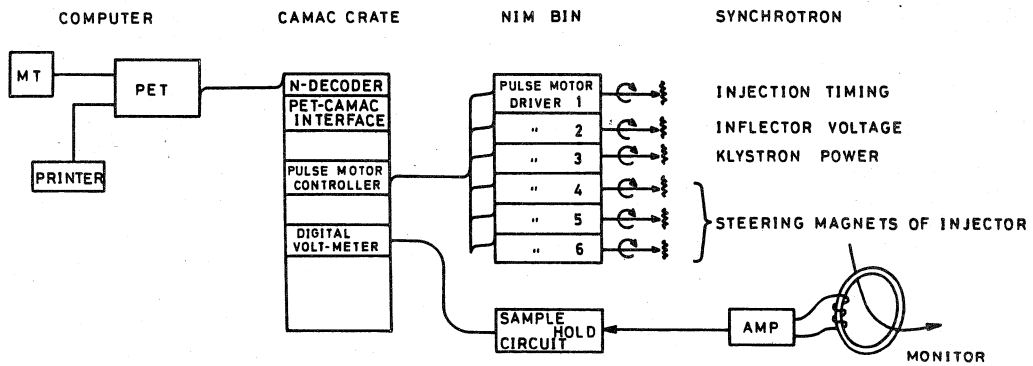 COMPUTER
CAMAC CRATE
NIM BIN
SYNCHROTRON
MT
PET
PRINTER
N-DECODER
PET-CAMAC
INTERFACE
PULSE MOTOR
CONTROLLER
DIGITAL
VOLT-METER
PULSE MOTOR
DRIVER 1
" 2
" 3
" 4
" 5
" 6
SAMPLE
HOLD
CIRCUIT
INJECTION TIMING
INFLECTOR VOLTAGE
KLYSTRON POWER
STEERING MAGNETS OF INJECTOR
AMP
MONITOR